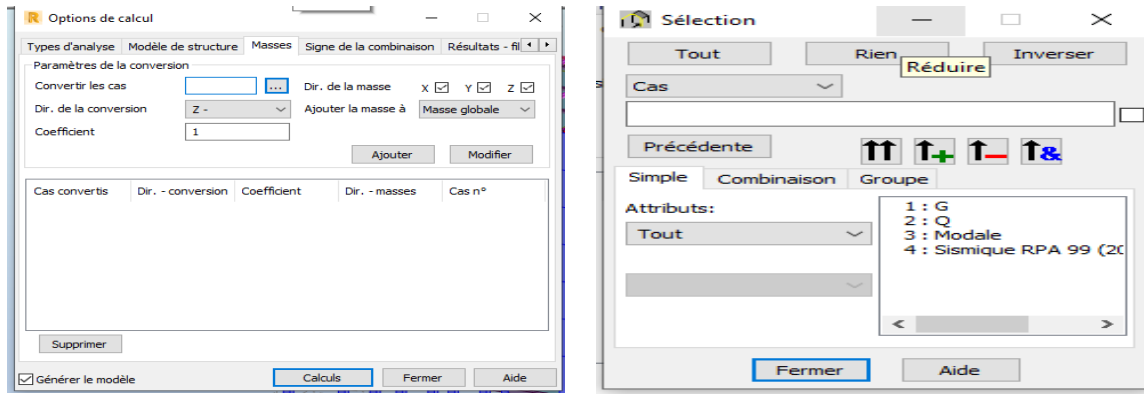 Options de calcul
Types d'analyse Modèle de structure Masses Signe de la combinaison Résultats - fil
Paramètres de la conversion
Convertir les cas ... Dir. de la masse X Y Z
Dir. de la conversion Z - Ajouter la masse à Masse globale
Coefficient 1
Ajouter Modifier
Cas convertis Dir. - conversion Coefficient Dir. - masses Cas n°
Supprimer
Générer le modèle Calculs Fermer Aide
Sélection
Tout Rien Inverser
Réduire
Cas
Précédente
&
Simple Combinaison Groupe
Attributs:
Tout
1 : G
2 : Q
3 : Modale
4 : Sismique RPA 99 (20
Fermer Aide